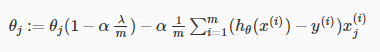 θ_j := θ_j(1 − α λ/m) − α 1/m ∑_{i=1}^{m}(h_θ(x^{(i)}) − y^{(i)})x_j^{(i)}